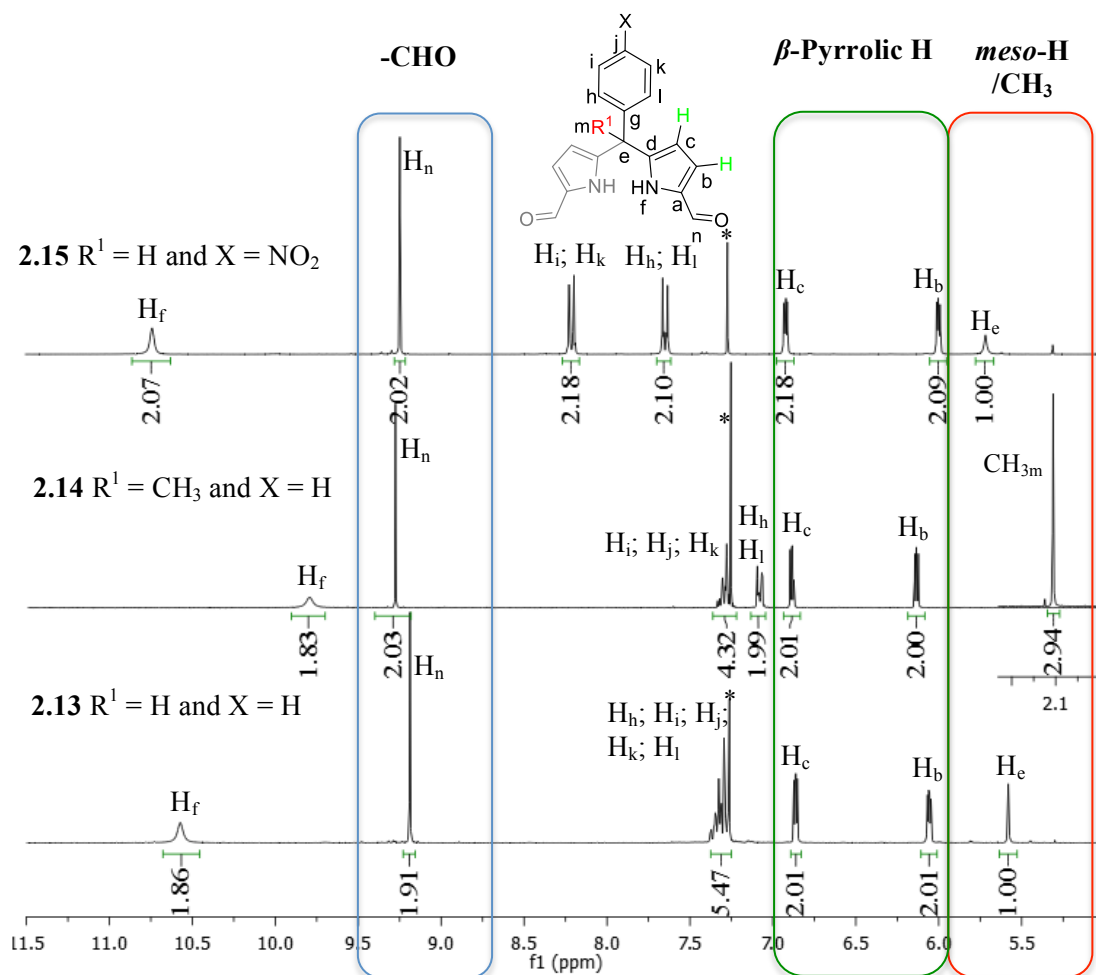 -CHO
β-Pyrrolic H
meso-H
/CH₃
X
j
i
k
h
l
g
H
mR¹
c
d
e
H
b
NH
HN
f
a
O
O
n
2.15 R¹ = H and X = NO₂
Hf
Hn
Hi; Hk
Hh; Hl
*
Hc
Hb
He
2.07
2.02
2.18
2.10
2.18
2.09
1.00
2.14 R¹ = CH₃ and X = H
Hf
Hn
Hi; Hj; Hk
*
Hh
Hl
Hc
Hb
CH3m
1.83
2.03
4.32
1.99
2.01
2.00
2.94
2.1
2.13 R¹ = H and X = H
Hf
Hn
Hh; Hi; Hj;
Hk; Hl
*
Hc
Hb
He
1.86
1.91
5.47
2.01
2.01
1.00
11.5 11.0 10.5 10.0 9.5 9.0 8.5 8.0 7.5 7.0 6.5 6.0 5.5
f1 (ppm)